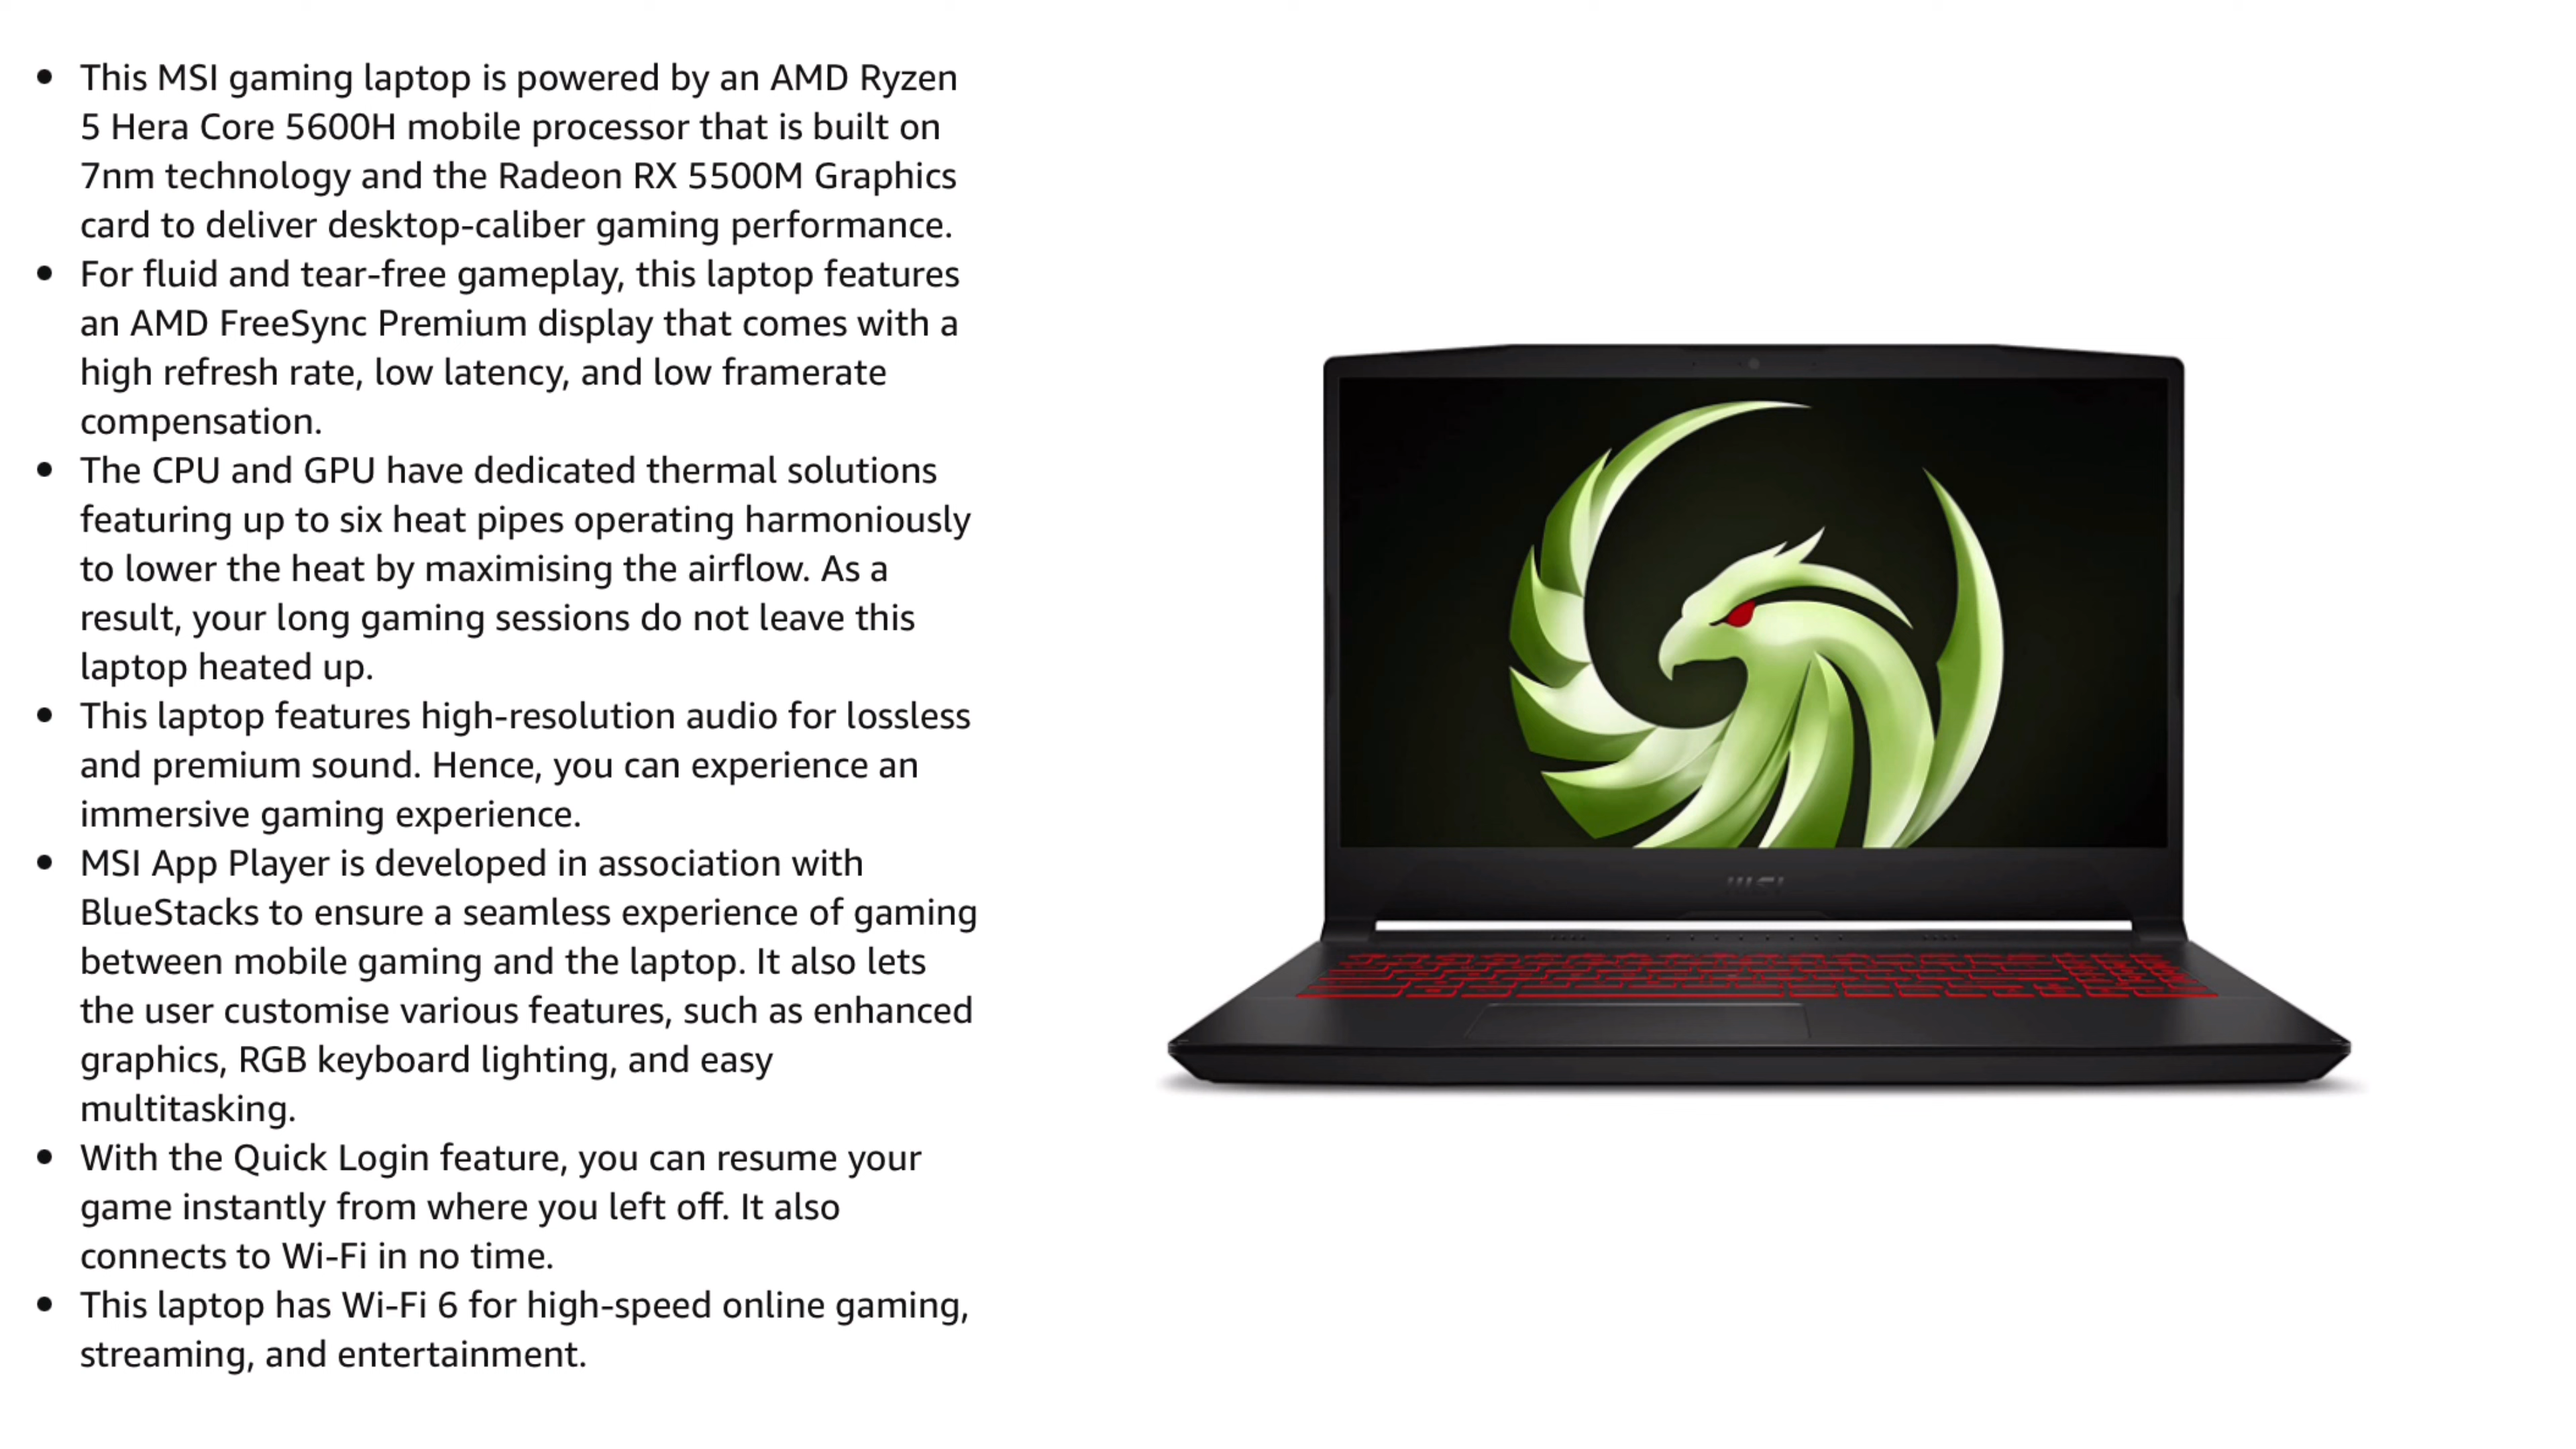 This MSI gaming laptop is powered by an AMD Ryzen
5 Hera Core 5600H mobile processor that is built on
7nm technology and the Radeon RX 5500M Graphics
card to deliver desktop-caliber gaming performance.
For fluid and tear-free gameplay, this laptop features
an AMD FreeSync Premium display that comes with a
high refresh rate, low latency, and low framerate
compensation.
The CPU and GPU have dedicated thermal solutions
featuring up to six heat pipes operating harmoniously
to lower the heat by maximising the airflow. As a
result, your long gaming sessions do not leave this
laptop heated up.
This laptop features high-resolution audio for lossless
and premium sound. Hence, you can experience an
immersive gaming experience.
MSI App Player is developed in association with
BlueStacks to ensure a seamless experience of gaming
between mobile gaming and the laptop. It also lets
the user customise various features, such as enhanced
graphics, RGB keyboard lighting, and easy
multitasking.
With the Quick Login feature, you can resume your
game instantly from where you left off. It also
connects to Wi-Fi in no time.
This laptop has Wi-Fi 6 for high-speed online gaming,
streaming, and entertainment.
MSI